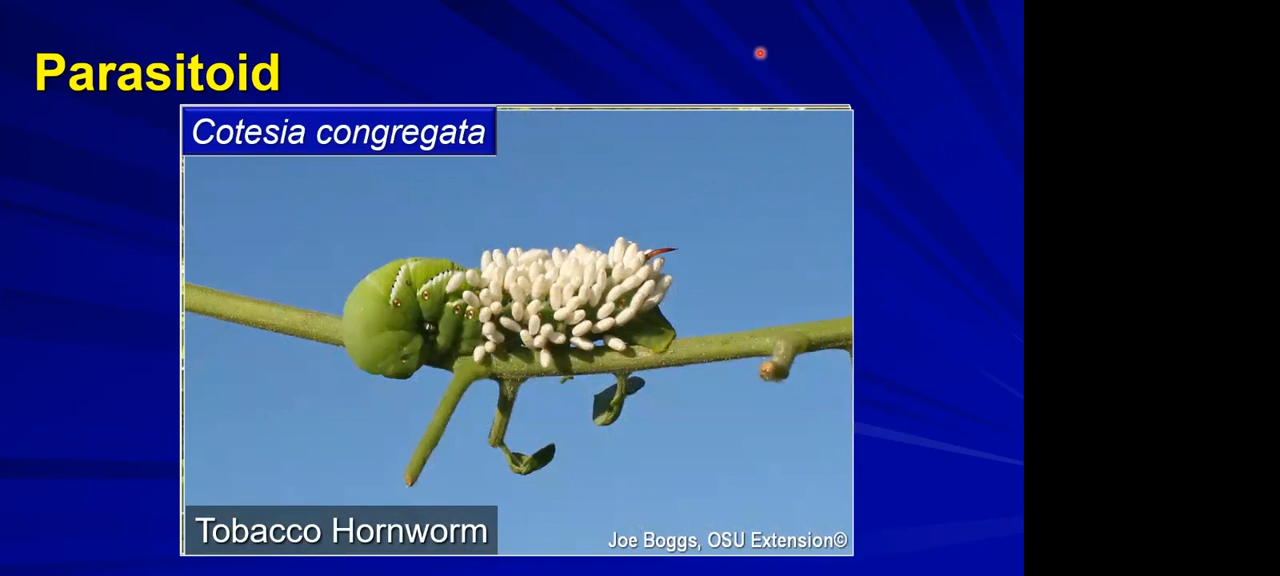 Parasitoid
Cotesia congregata
Tobacco Hornworm
Joe Boggs, OSU Extension©